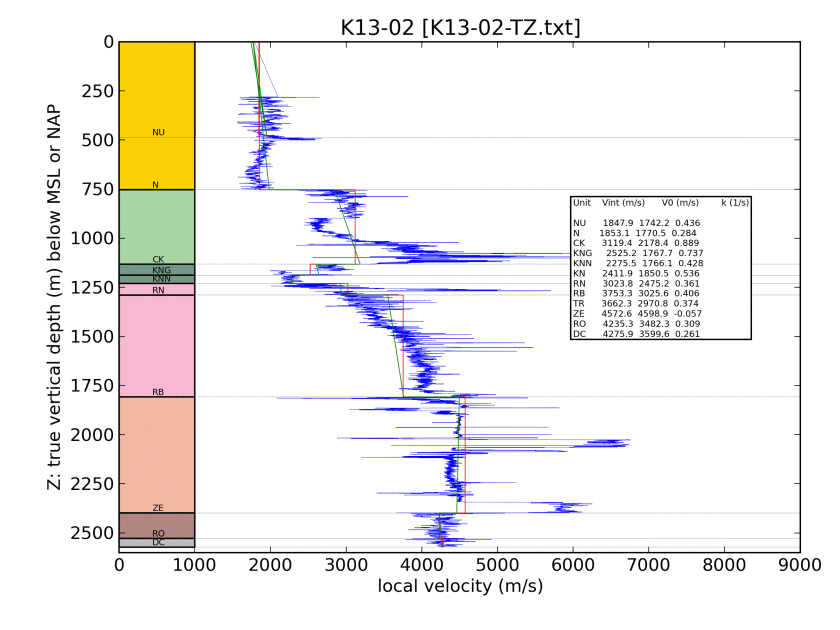 K13-02 [K13-02-TZ.txt]
Z: true vertical depth (m) below MSL or NAP
0
250
500
750
1000
1250
1500
1750
2000
2250
2500
NU
N
CK
KNG
KNN
RN
RB
ZE
RO
DC
Unit Vint (m/s) V0 (m/s) k (1/s)
NU 1847.9 1742.2 0.436
N 1853.1 1770.5 0.284
CK 3119.4 2178.4 0.889
KNG 2525.2 1767.7 0.737
KNN 2275.5 1766.1 0.428
KN 2411.9 1850.5 0.536
RN 3023.8 2475.2 0.361
RB 3753.3 3025.6 0.406
TR 3662.3 2970.8 0.374
ZE 4572.6 4598.9 -0.057
RO 4235.3 3482.3 0.309
DC 4275.9 3599.6 0.261
0 1000 2000 3000 4000 5000 6000 7000 8000 9000
local velocity (m/s)